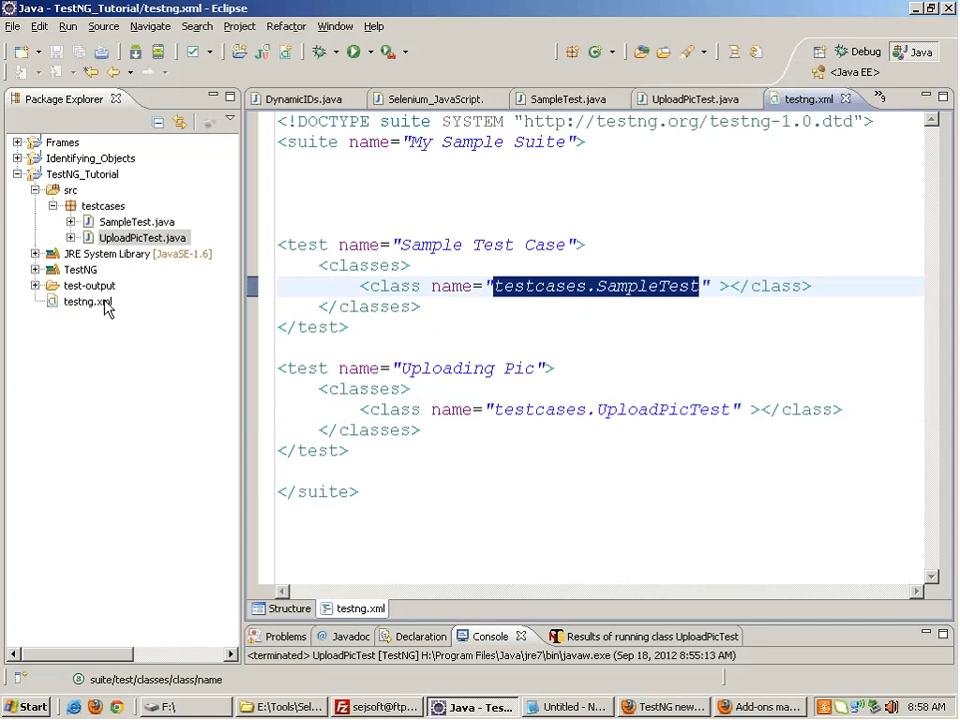 Java - TestNG_Tutorial/testng.xml - Eclipse
File Edit Run Source Navigate Search Project Refactor Window Help
Debug Java
<Java EE>
Package Explorer
DynamicIDs.java Selenium_JavaScript. SampleTest.java UploadPicTest.java testng.xml »9
Frames
Identifying_Objects
TestNG_Tutorial
src
testcases
SampleTest.java
UploadPicTest.java
JRE System Library [JavaSE-1.6]
TestNG
test-output
testng.xml
<!DOCTYPE suite SYSTEM "http://testng.org/testng-1.0.dtd">
<suite name="My Sample Suite">
<test name="Sample Test Case">
<classes>
<class name="testcases.SampleTest" ></class>
</classes>
</test>
<test name="Uploading Pic">
<classes>
<class name="testcases.UploadPicTest" ></class>
</classes>
</test>
</suite>
Structure testng.xml
Problems Javadoc Declaration Console Results of running class UploadPicTest
<terminated> UploadPicTest [TestNG] H:\Program Files\Java\jre7\bin\javaw.exe (Sep 18, 2012 8:55:13 AM)
suite/test/classes/class/name
Start F:\ E:\Tools\Sel... sejsoft@ftp... Java - Tes... Untitled - N... TestNG new... Add-ons ma... 8:58 AM